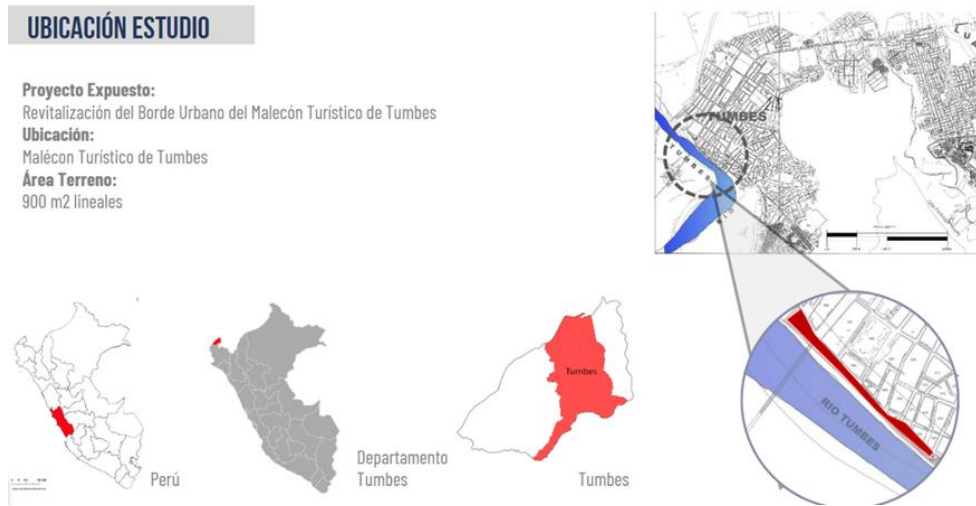 UBICACIÓN ESTUDIO
Proyecto Expuesto:
Revitalización del Borde Urbano del Malecón Turístico de Tumbes
Ubicación:
Malécon Turístico de Tumbes
Área Terreno:
900 m2 lineales
TUMBES
TUMBES
RIO TUMBES
Perú
Departamento
Tumbes
Tumbes
Tumbes